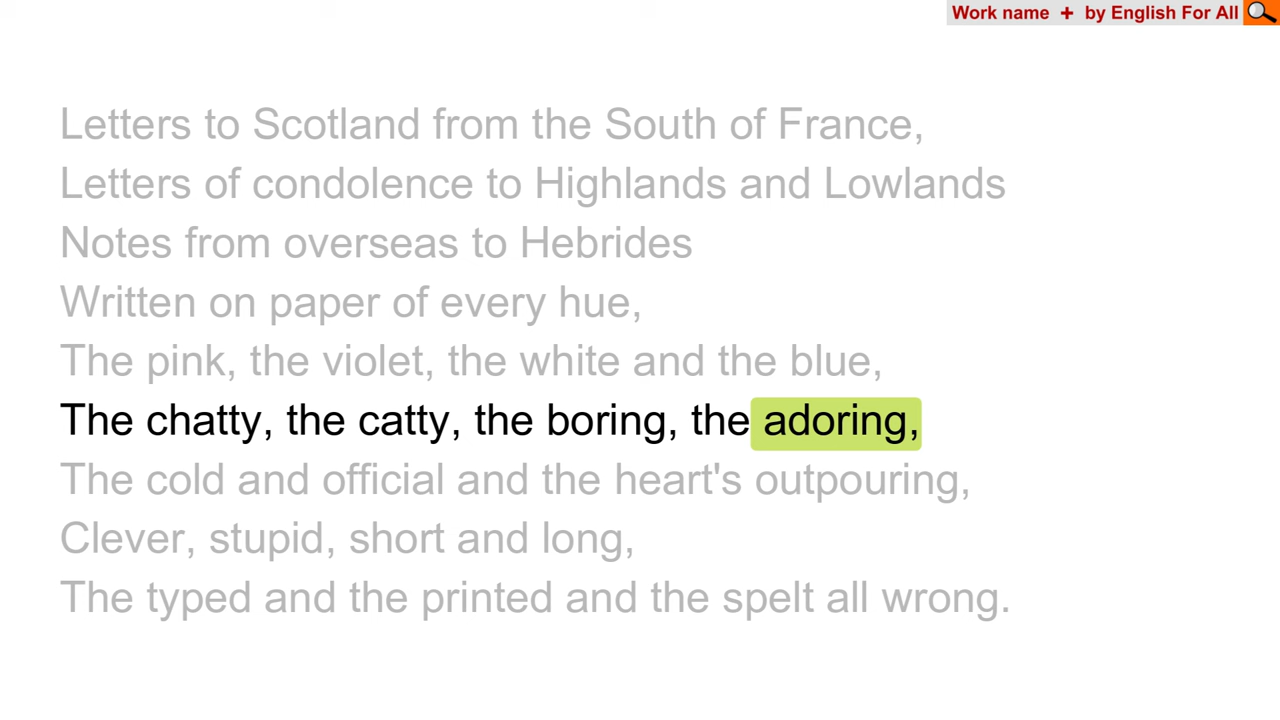 Work name + by English For All
Letters to Scotland from the South of France,
Letters of condolence to Highlands and Lowlands
Notes from overseas to Hebrides
Written on paper of every hue,
The pink, the violet, the white and the blue,
The chatty, the catty, the boring, the adoring,
The cold and official and the heart's outpouring,
Clever, stupid, short and long,
The typed and the printed and the spelt all wrong.